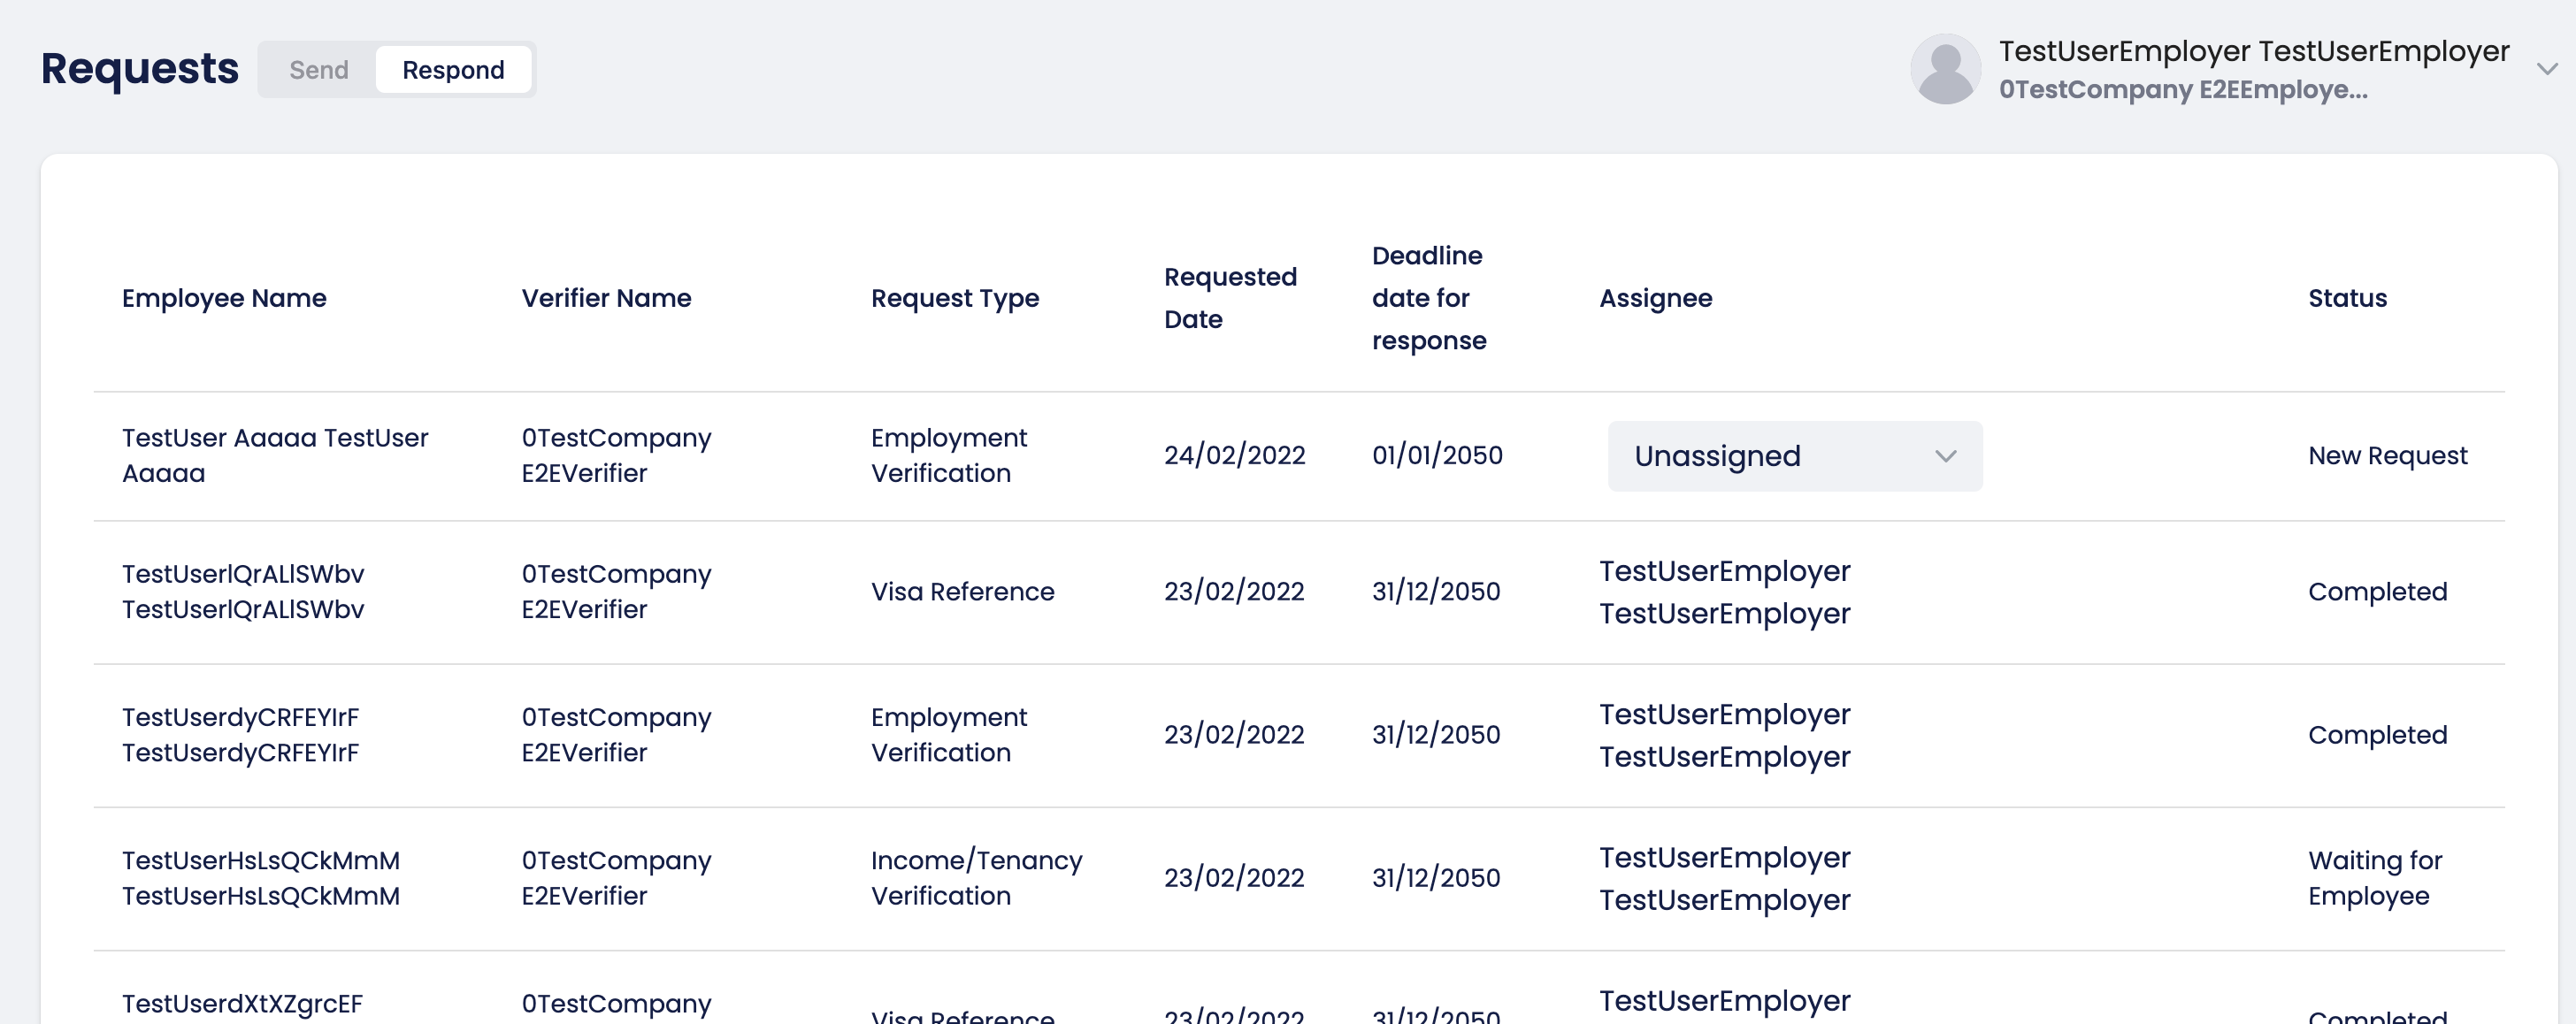 Requests
Send
Respond
TestUserEmployer TestUserEmployer
0TestCompany E2EEmploye...
Employee Name
Verifier Name
Request Type
Requested
Date
Deadline
date for
response
Assignee
Status
TestUser Aaaaa TestUser
Aaaaa
0TestCompany
E2EVerifier
Employment
Verification
24/02/2022
01/01/2050
Unassigned
New Request
TestUserlQrALlSWbv
TestUserlQrALlSWbv
0TestCompany
E2EVerifier
Visa Reference
23/02/2022
31/12/2050
TestUserEmployer
TestUserEmployer
Completed
TestUserdyCRFEYIrF
TestUserdyCRFEYIrF
0TestCompany
E2EVerifier
Employment
Verification
23/02/2022
31/12/2050
TestUserEmployer
TestUserEmployer
Completed
TestUserHsLsQCkMmM
TestUserHsLsQCkMmM
0TestCompany
E2EVerifier
Income/Tenancy
Verification
23/02/2022
31/12/2050
TestUserEmployer
TestUserEmployer
Waiting for
Employee
TestUserdXtXZgrcEF
0TestCompany
Visa Reference
23/02/2022
31/12/2050
TestUserEmployer
Completed